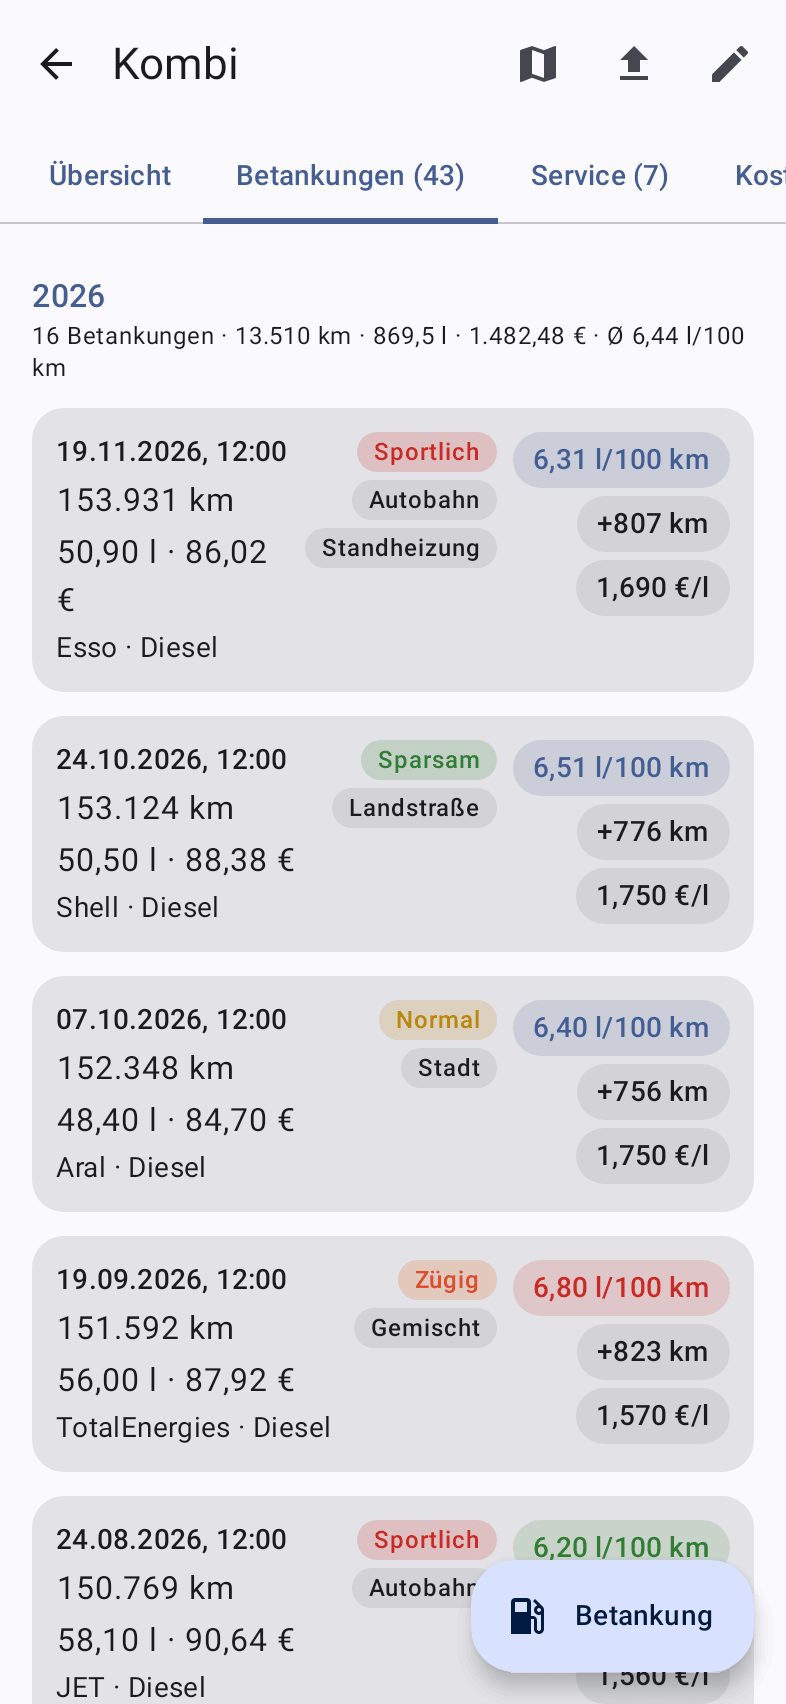 Kombi
Übersicht
Betankungen (43)
Service (7)
2026
16 Betankungen · 13.510 km · 869,5 l · 1.482,48 € · Ø 6,44 l/100
km
19.11.2026, 12:00
153.931 km
50,90 l · 86,02
€
Esso · Diesel
Sportlich
Autobahn
Standheizung
6,31 l/100 km
+807 km
1,690 €/l
24.10.2026, 12:00
153.124 km
50,50 l · 88,38 €
Shell · Diesel
Sparsam
Landstraße
6,51 l/100 km
+776 km
1,750 €/l
07.10.2026, 12:00
152.348 km
48,40 l · 84,70 €
Aral · Diesel
Normal
Stadt
6,40 l/100 km
+756 km
1,750 €/l
19.09.2026, 12:00
151.592 km
56,00 l · 87,92 €
TotalEnergies · Diesel
Zügig
Gemischt
6,80 l/100 km
+823 km
1,570 €/l
24.08.2026, 12:00
150.769 km
58,10 l · 90,64 €
JET · Diesel
Sportlich
Autobahn
6,20 l/100 km
1,560 €/l
Betankung